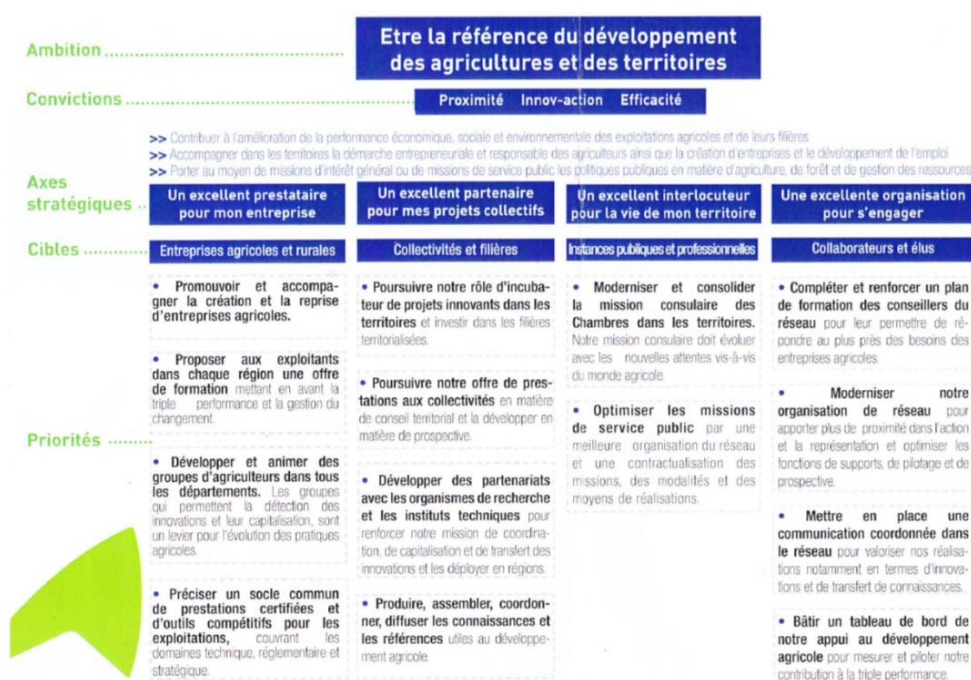 Ambition
Etre la référence du développement
des agricultures et des territoires
Convictions
Proximité Innov-action Efficacité
>> Contribuer à l'amélioration de la performance économique, sociale et environnementale des exploitations agricoles et de leurs filières
>> Accompagner dans les territoires la démarche entrepreneuriale et responsable des agriculteurs ainsi que la création d'entreprises et le développement de l'emploi
>> Porter au moyen de missions d'intérêt général ou de missions de service public les politiques publiques en matière d'agriculture, de forêt et de gestion des ressources
Axes
stratégiques
Un excellent prestataire
pour mon entreprise
Un excellent partenaire
pour mes projets collectifs
Un excellent interlocuteur
pour la vie de mon territoire
Une excellente organisation
pour s'engager
Cibles
Entreprises agricoles et rurales
Collectivités et filières
Instances publiques et professionnelles
Collaborateurs et élus
Priorités
• Promouvoir et accompa-
gner la création et la reprise
d'entreprises agricoles.
• Proposer aux exploitants
dans chaque région une offre
de formation mettant en avant la
triple performance et la gestion du
changement.
• Développer et animer des
groupes d'agriculteurs dans tous
les départements. Les groupes
qui permettent la détection des
innovations et leur capitalisation, sont
un levier pour l'évolution des pratiques
agricoles.
• Préciser un socle commun
de prestations certifiées et
d'outils compétitifs pour les
exploitations, couvrant les
domaines technique, réglementaire et
stratégique.
• Poursuivre notre rôle d'incuba-
teur de projets innovants dans les
territoires et investir dans les filières
territorialisées.
• Poursuivre notre offre de pres-
tations aux collectivités en matière
de conseil territorial et la développer en
matière de prospective.
• Développer des partenariats
avec les organismes de recherche
et les instituts techniques pour
renforcer notre mission de coordina-
tion, de capitalisation et de transfert des
innovations et les déployer en régions.
• Produire, assembler, coordon-
ner, diffuser les connaissances et
les références utiles au développe-
ment agricole.
• Moderniser et consolider
la mission consulaire des
Chambres dans les territoires.
Notre mission consulaire doit évoluer
avec les nouvelles attentes vis-à-vis
du monde agricole.
• Optimiser les missions
de service public par une
meilleure organisation du réseau
et une contractualisation des
missions, des modalités et des
moyens de réalisations.
• Compléter et renforcer un plan
de formation des conseillers du
réseau pour leur permettre de ré-
pondre au plus près des besoins des
entreprises agricoles.
• Moderniser notre
organisation de réseau pour
apporter plus de proximité dans l'action
et la représentation et optimiser les
fonctions de supports, de pilotage et de
prospective.
• Mettre en place une
communication coordonnée dans
le réseau pour valoriser nos réalisa-
tions notamment en termes d'innova-
tions et de transfert de connaissances.
• Bâtir un tableau de bord de
notre appui au développement
agricole pour mesurer et piloter notre
contribution à la triple performance.